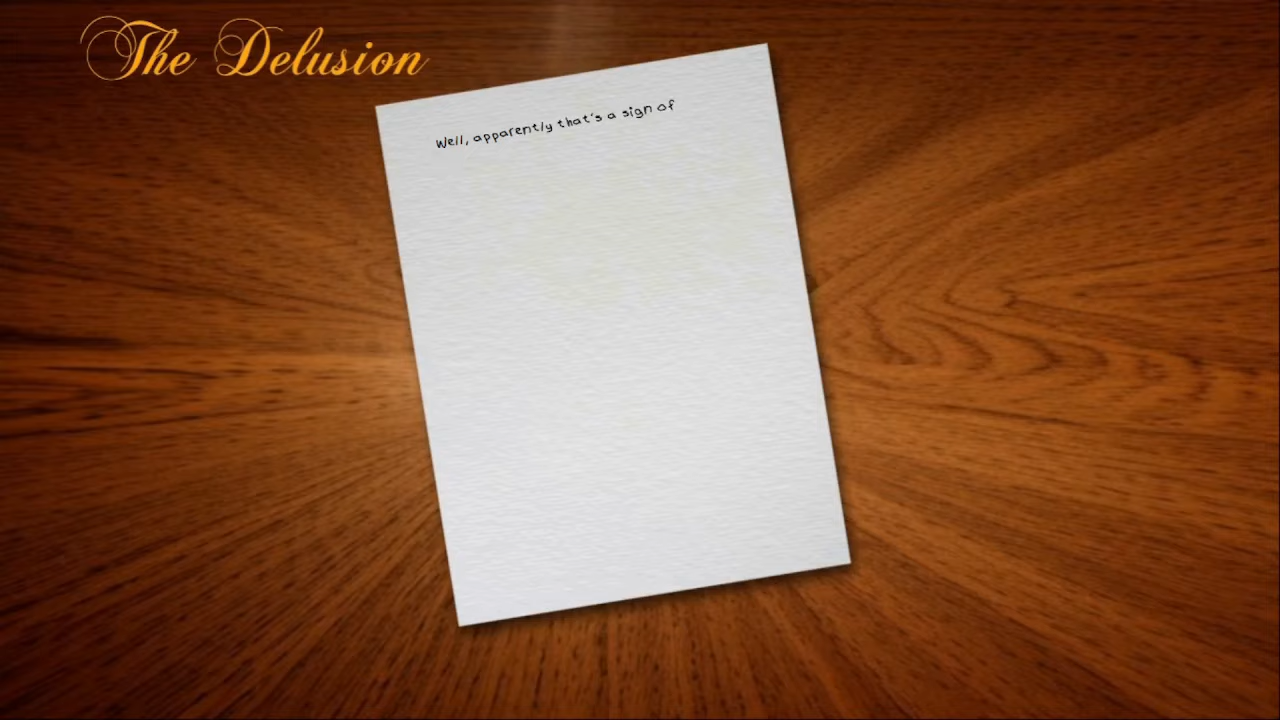 The Delusion
Well, apparently that's a sign of